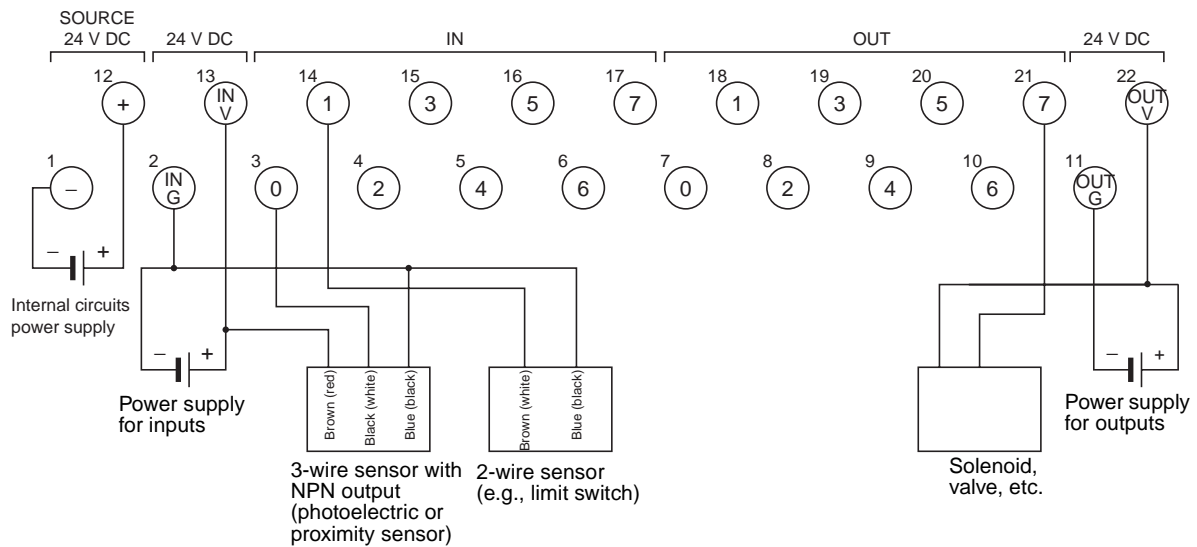 SOURCE
24 V DC 24 V DC IN OUT 24 V DC
12 13 14 15 16 17 18 19 20 21 22
+ IN V 1 3 5 7 1 3 5 7 OUT V
1 2 3 4 5 6 7 8 9 10 11
− IN G 0 2 4 6 0 2 4 6 OUT G
− +
Internal circuits
power supply
− +
Power supply
for inputs
Brown (red)
Black (white)
Blue (black)
3-wire sensor with
NPN output
(photoelectric or
proximity sensor)
Brown (white)
Blue (black)
2-wire sensor
(e.g., limit switch)
Solenoid,
valve, etc.
− +
Power supply
for outputs